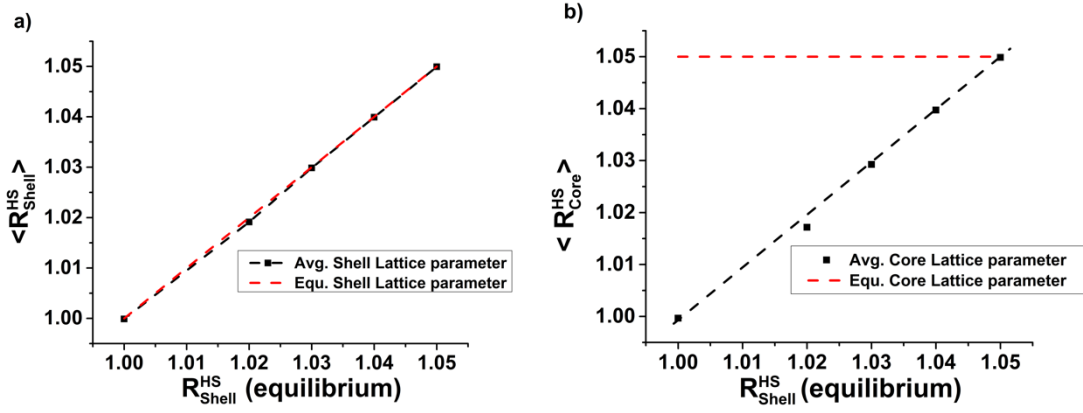 a)
<R^HS_Shell>
1.05
1.04
1.03
1.02
1.01
1.00
Avg. Shell Lattice parameter
Equ. Shell Lattice parameter
1.00 1.01 1.02 1.03 1.04 1.05
R^HS_Shell (equilibrium)
b)
< R^HS_Core >
1.05
1.04
1.03
1.02
1.01
1.00
Avg. Core Lattice parameter
Equ. Core Lattice parameter
1.00 1.01 1.02 1.03 1.04 1.05
R^HS_Shell (equilibrium)